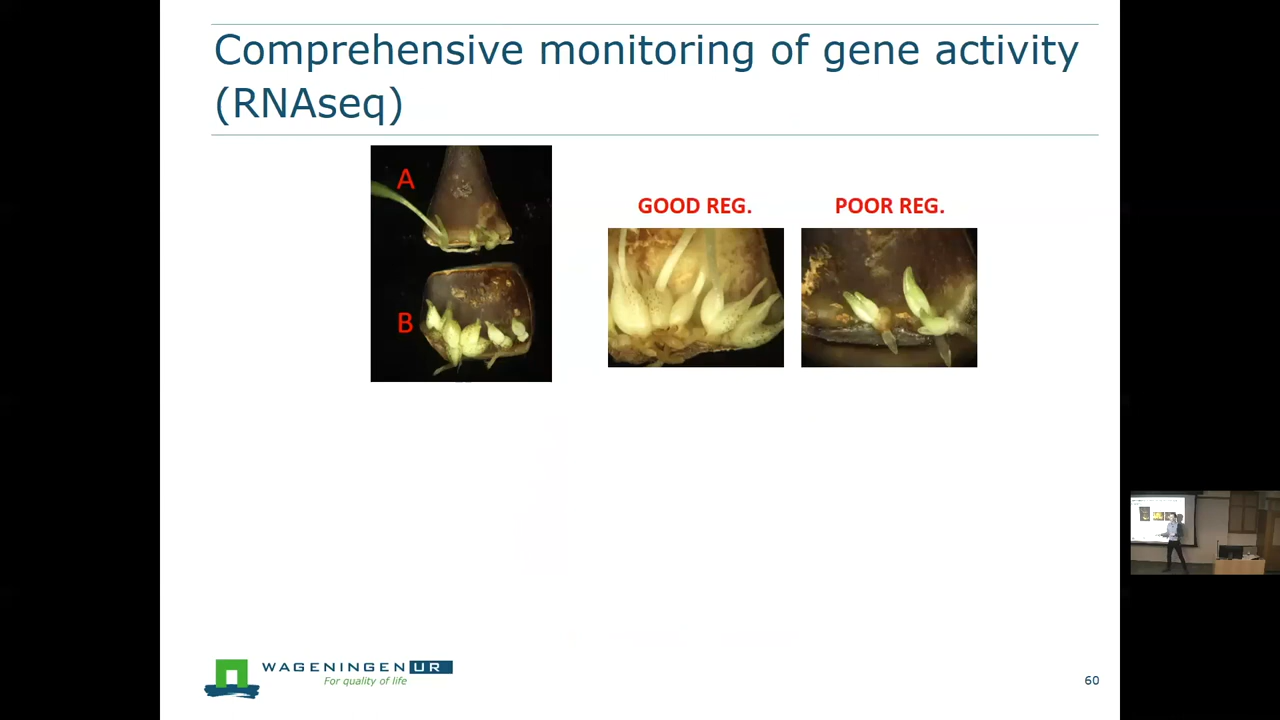 Comprehensive monitoring of gene activity
(RNAseq)
A
B
GOOD REG.
POOR REG.
WAGENINGEN UR
For quality of life
60